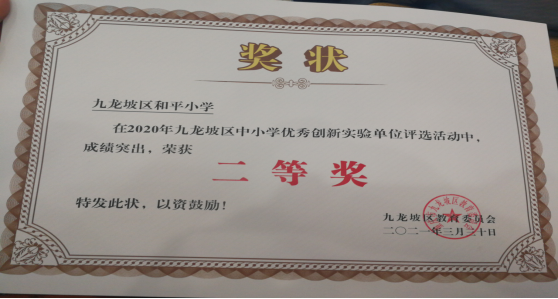 奖状
九龙坡区和平小学
在2020年九龙坡区中小学优秀创新实验单位评选活动中,
成绩突出，荣获
二等奖
特发此状，以资鼓励！
九龙坡区教育委员会
二〇二一年三月三十日